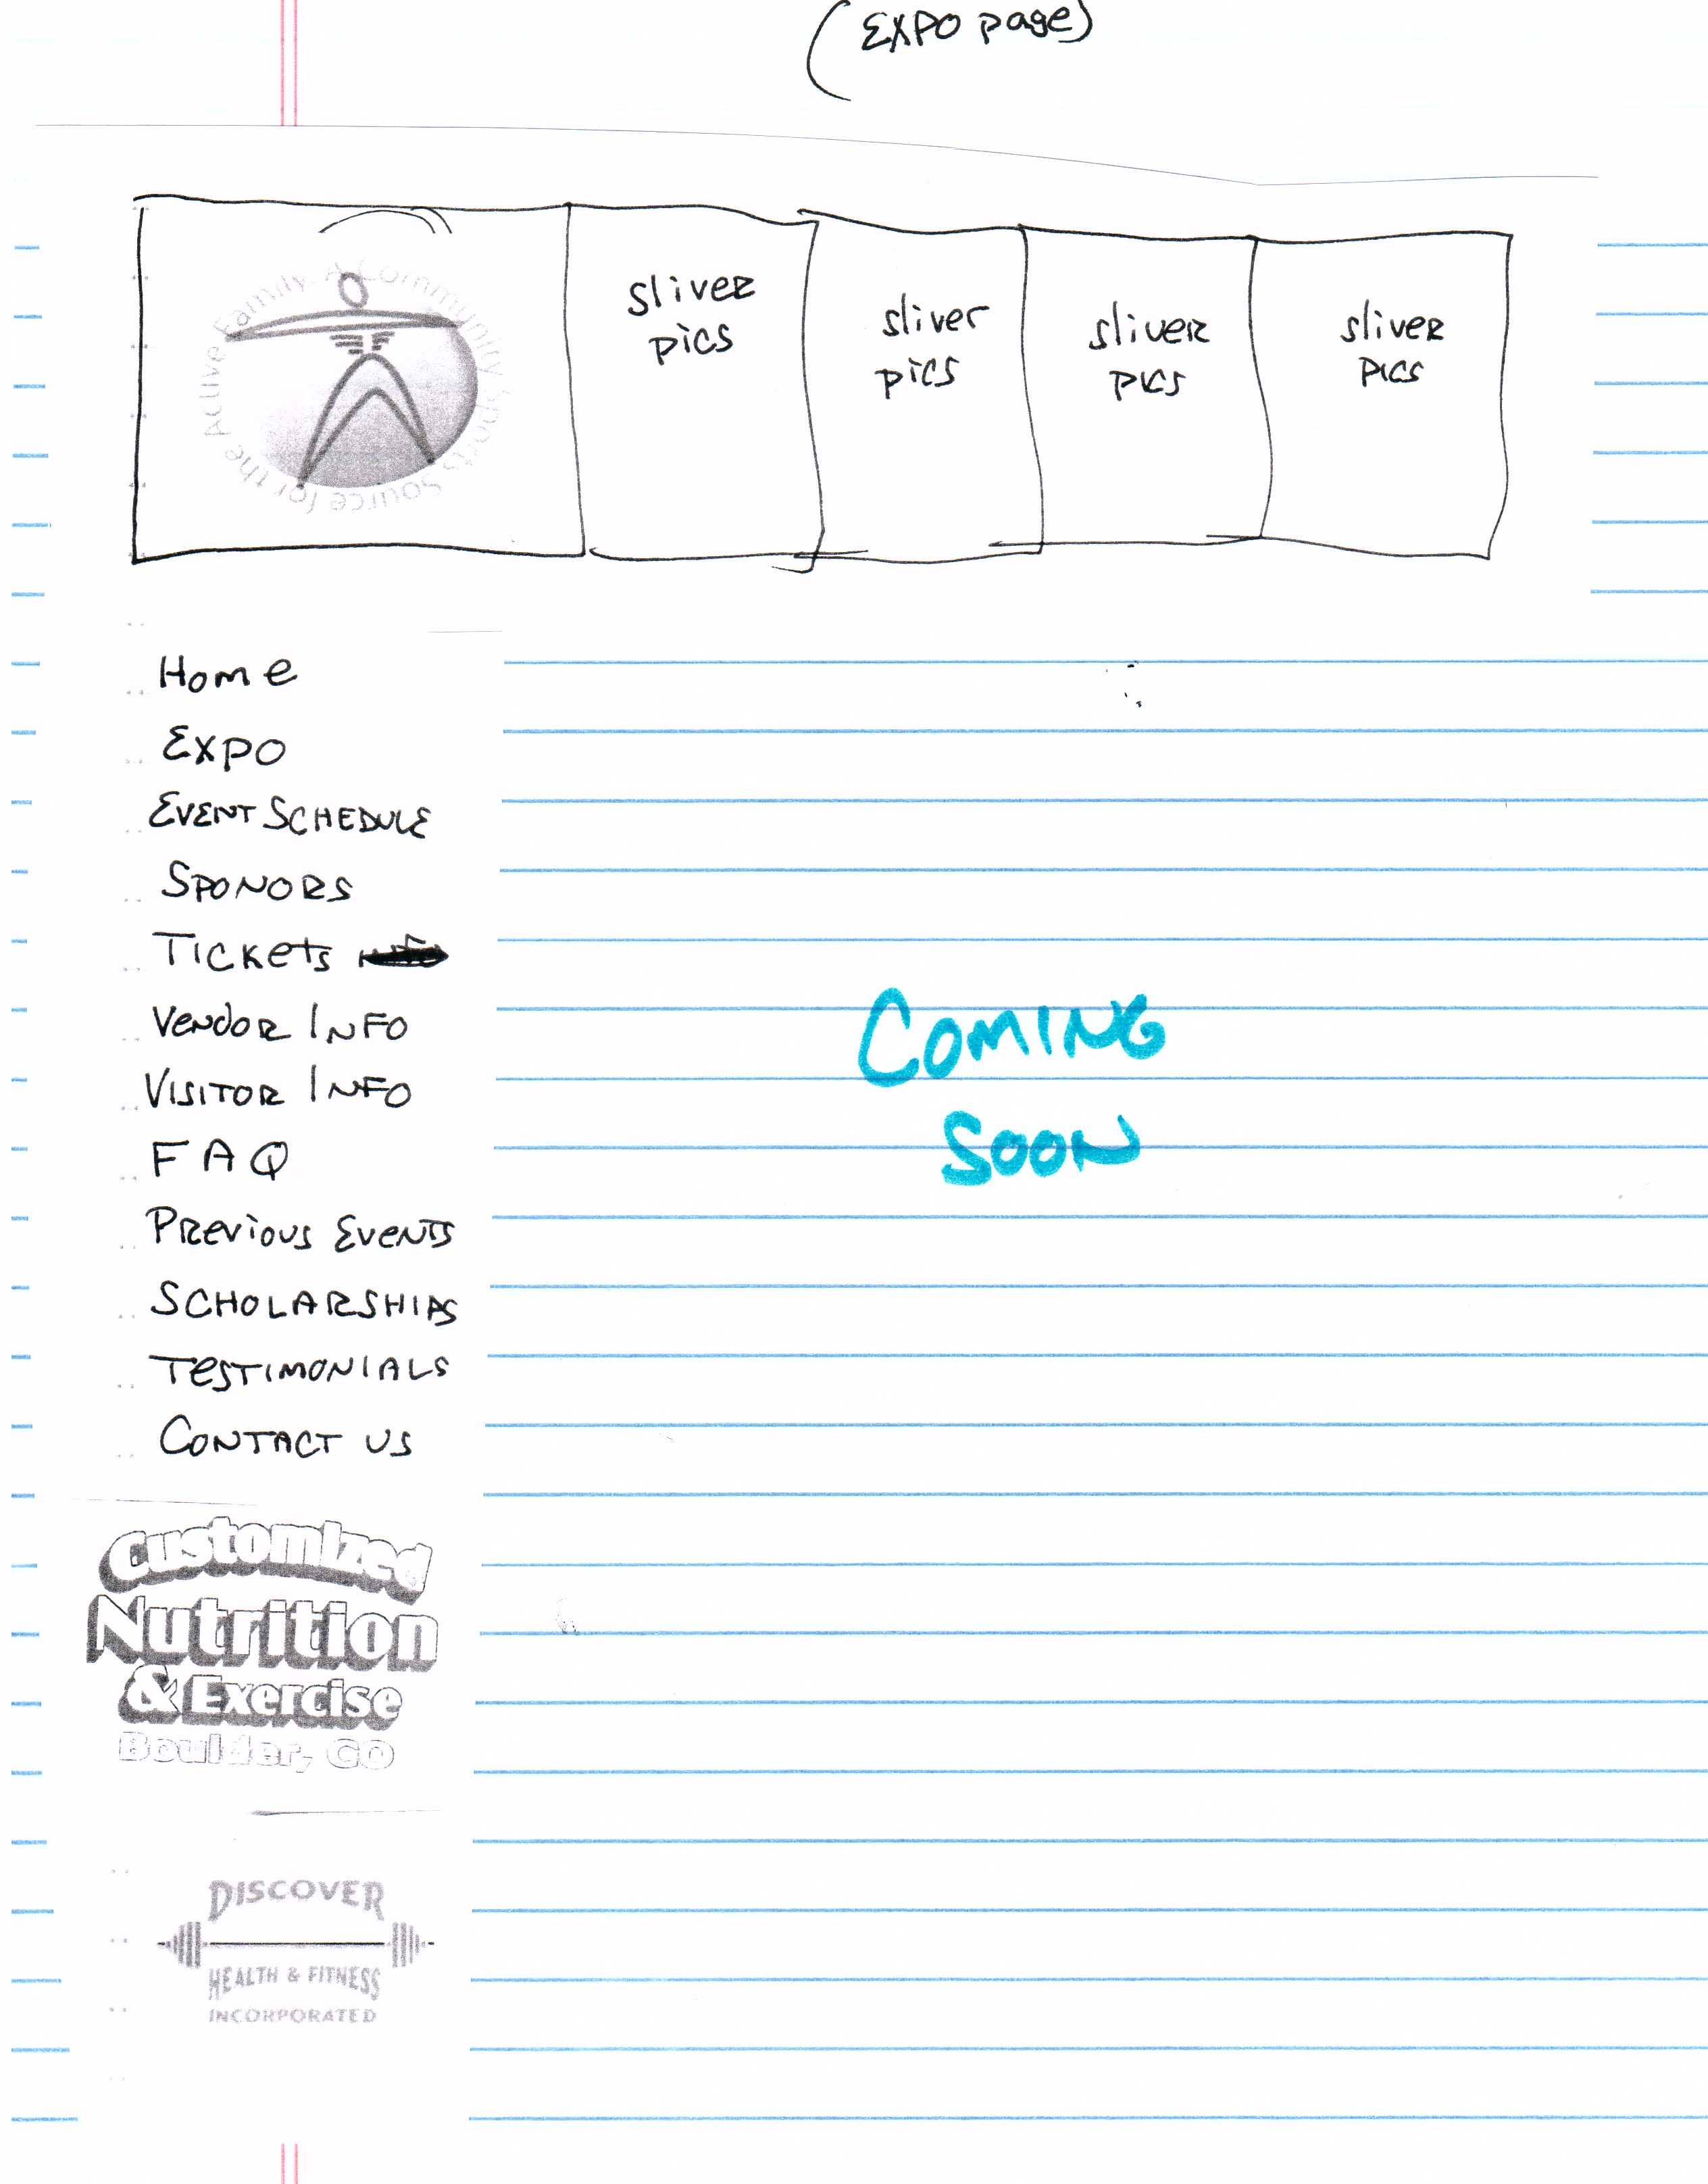 (EXPO page)
Active Family. A Community Sports Source for the
sliver
pics
sliver
pics
sliver
pics
sliver
pics
Home
EXPO
EVENT SCHEDULE
SPONORS
TICKETS
VENDOR INFO
VISITOR INFO
FAQ
PREVIOUS EVENTS
SCHOLARSHIPS
TESTIMONIALS
CONTACT US
COMING
SOON
Customized
Nutrition
& Exercise
Boulder, CO
DISCOVER
HEALTH & FITNESS
INCORPORATED